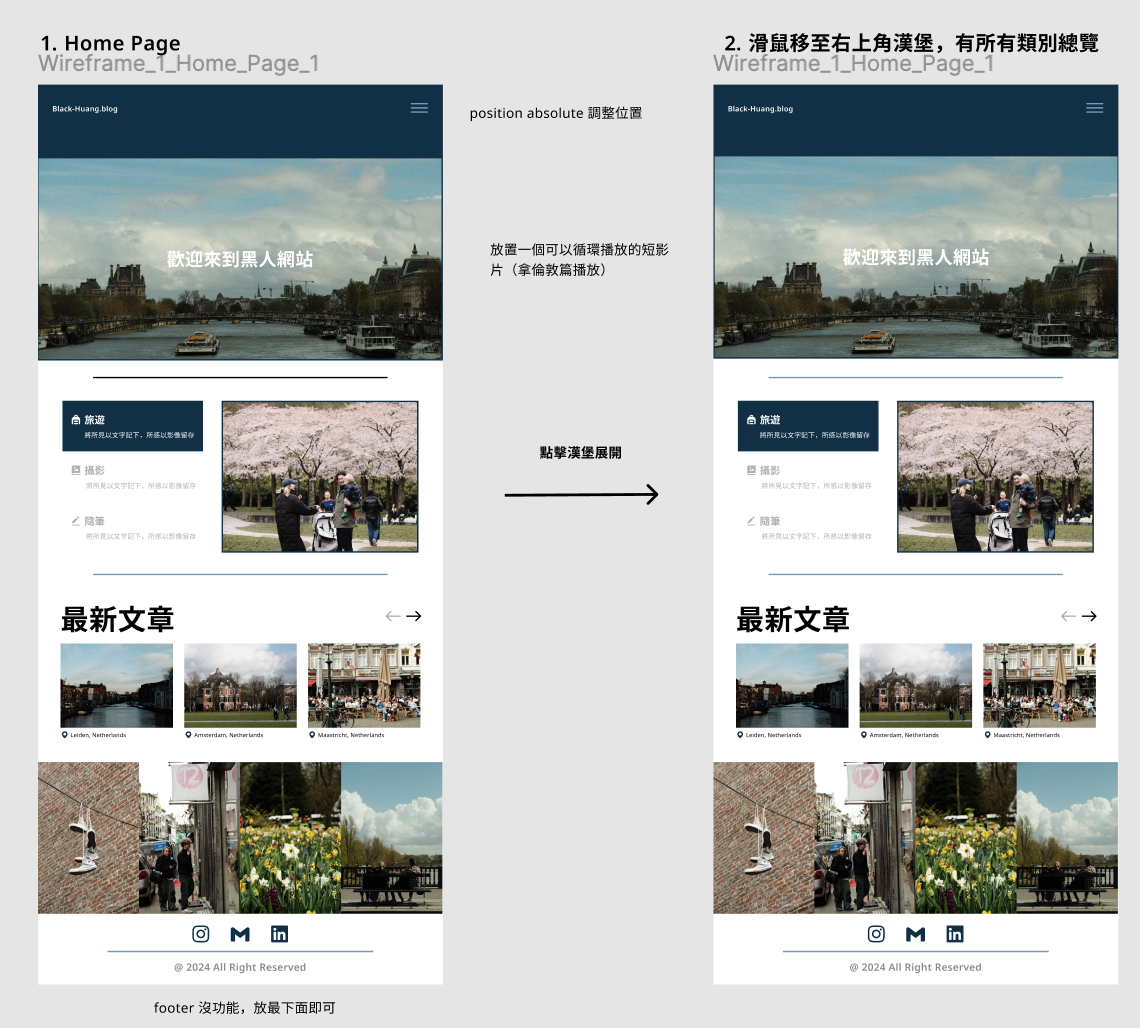 1. Home Page
Wireframe_1_Home_Page_1
Black-Huang.blog
歡迎來到黑人網站
旅遊
將所見以文字記下，所感以影像留存
攝影
將所見以文字記下，所感以影像留存
隨筆
將所見以文字記下，所感以影像留存
最新文章
Leiden, Netherlands
Amsterdam, Netherlands
Maastricht, Netherlands
12
@ 2024 All Right Reserved
footer 沒功能，放最下面即可
position absolute 調整位置
放置一個可以循環播放的短影
片（拿倫敦篇播放）
點擊漢堡展開
2. 滑鼠移至右上角漢堡，有所有類別總覽
Wireframe_1_Home_Page_1
Black-Huang.blog
歡迎來到黑人網站
旅遊
將所見以文字記下，所感以影像留存
攝影
將所見以文字記下，所感以影像留存
隨筆
將所見以文字記下，所感以影像留存
最新文章
Leiden, Netherlands
Amsterdam, Netherlands
Maastricht, Netherlands
12
@ 2024 All Right Reserved